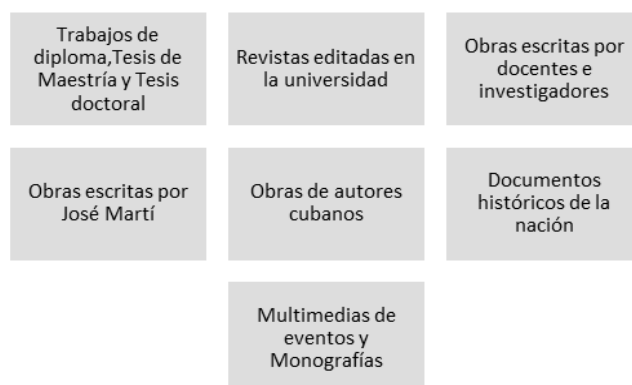 Trabajos de
diploma,Tesis de
Maestría y Tesis
doctoral
Revistas editadas en
la universidad
Obras escritas por
docentes e
investigadores
Obras escritas por
José Martí
Obras de autores
cubanos
Documentos
históricos de la
nación
Multimedias de
eventos y
Monografías